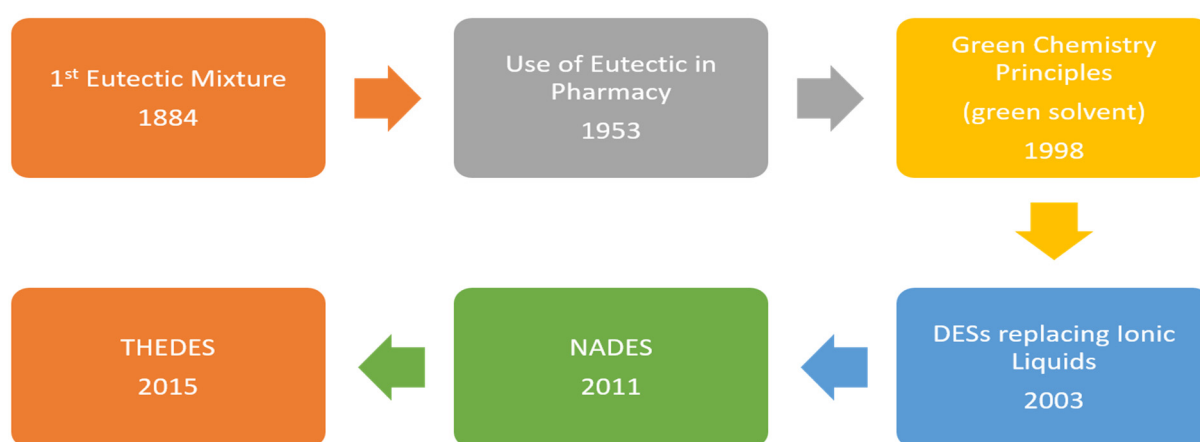 1st Eutectic Mixture
1884
Use of Eutectic in
Pharmacy
1953
Green Chemistry
Principles
(green solvent)
1998
DESs replacing Ionic
Liquids
2003
NADES
2011
THEDES
2015